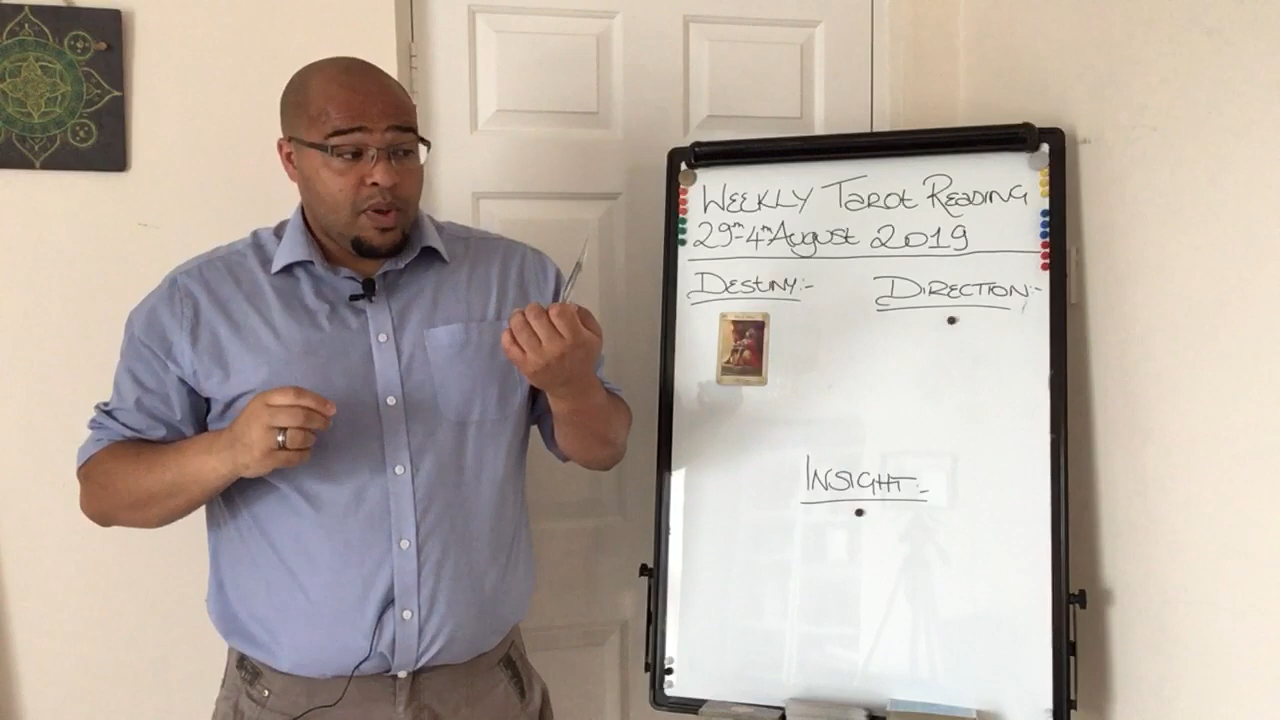 WEEKLY TAROT READING
29th-4th August 2019
DESTINY:-
DIRECTION:-
INSIGHT:-